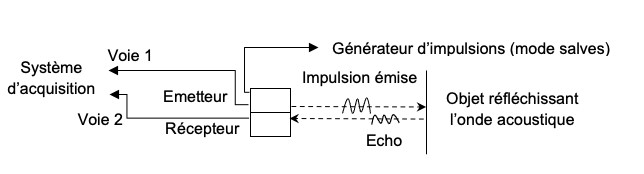 Voie 1
Générateur d'impulsions (mode salves)
Système
d'acquisition
Impulsion émise
Emetteur
Objet réfléchissant
l'onde acoustique
Voie 2
Récepteur
Echo